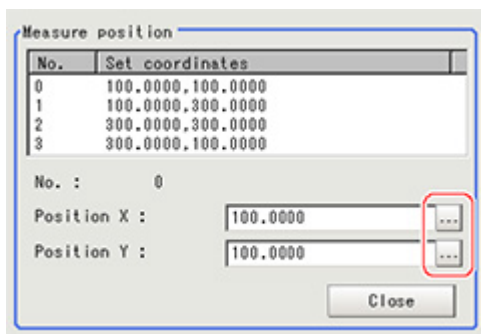 Measure position
No. Set coordinates
0 100.0000,100.0000
1 100.0000,300.0000
2 300.0000,300.0000
3 300.0000,100.0000
No. : 0
Position X : 100.0000 ...
Position Y : 100.0000 ...
Close